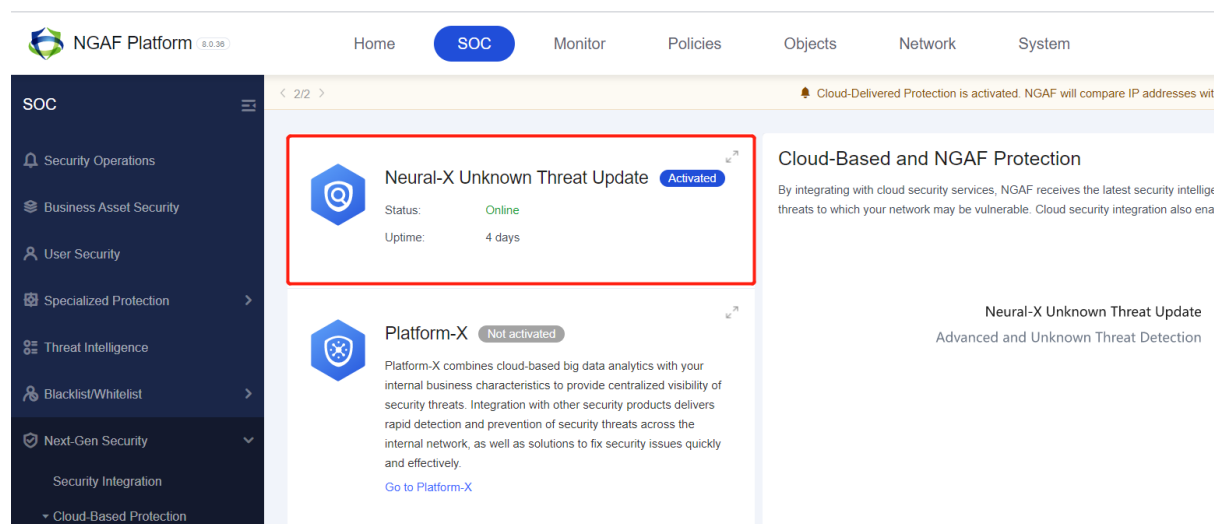 NGAF Platform 8.0.36
Home SOC Monitor Policies Objects Network System
SOC
Security Operations
Business Asset Security
User Security
Specialized Protection
Threat Intelligence
Blacklist/Whitelist
Next-Gen Security
Security Integration
Cloud-Based Protection
2/2
Cloud-Delivered Protection is activated. NGAF will compare IP addresses wit
Neural-X Unknown Threat Update Activated
Status: Online
Uptime: 4 days
Platform-X Not activated
Platform-X combines cloud-based big data analytics with your
internal business characteristics to provide centralized visibility of
security threats. Integration with other security products delivers
rapid detection and prevention of security threats across the
internal network, as well as solutions to fix security issues quickly
and effectively.
Go to Platform-X
Cloud-Based and NGAF Protection
By integrating with cloud security services, NGAF receives the latest security intellige
threats to which your network may be vulnerable. Cloud security integration also ena
Neural-X Unknown Threat Update
Advanced and Unknown Threat Detection